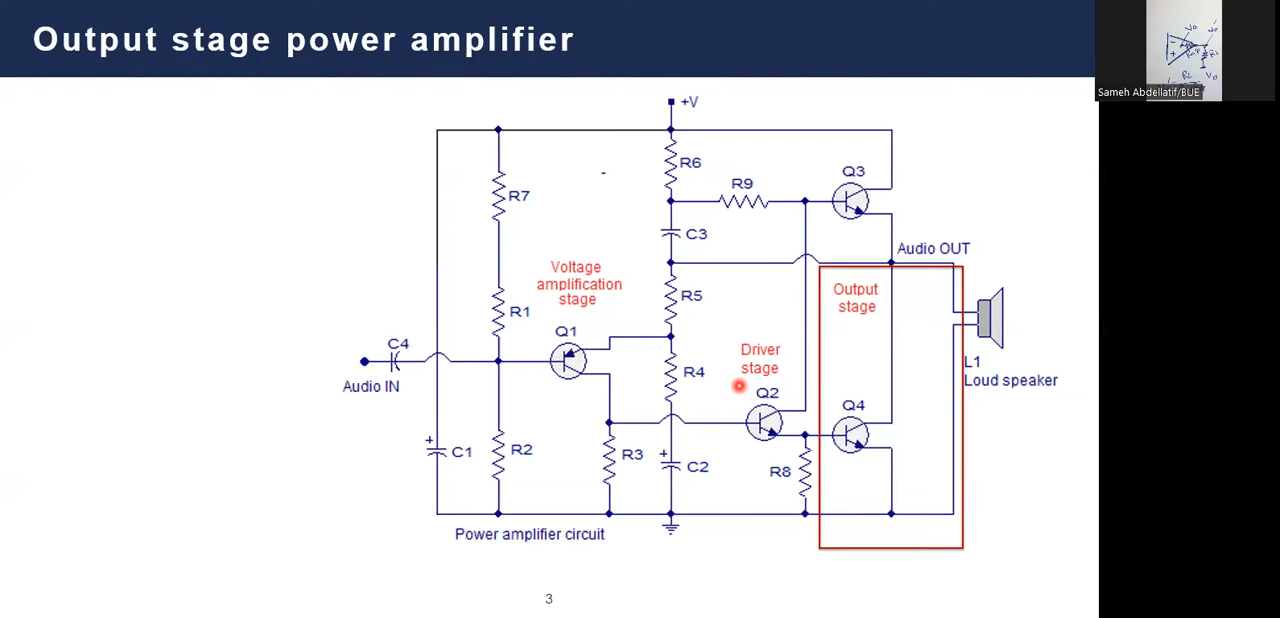 Output stage power amplifier
Sameh Abdellatif/BUE
+V
R6
Q3
R9
R7
C3
Audio OUT
Voltage
amplification
stage
Output
stage
R5
R1
Q1
C4
Driver
stage
L1
Loud speaker
R4
Audio IN
Q2
Q4
+
C1
R2
R3
+
C2
R8
Power amplifier circuit
3